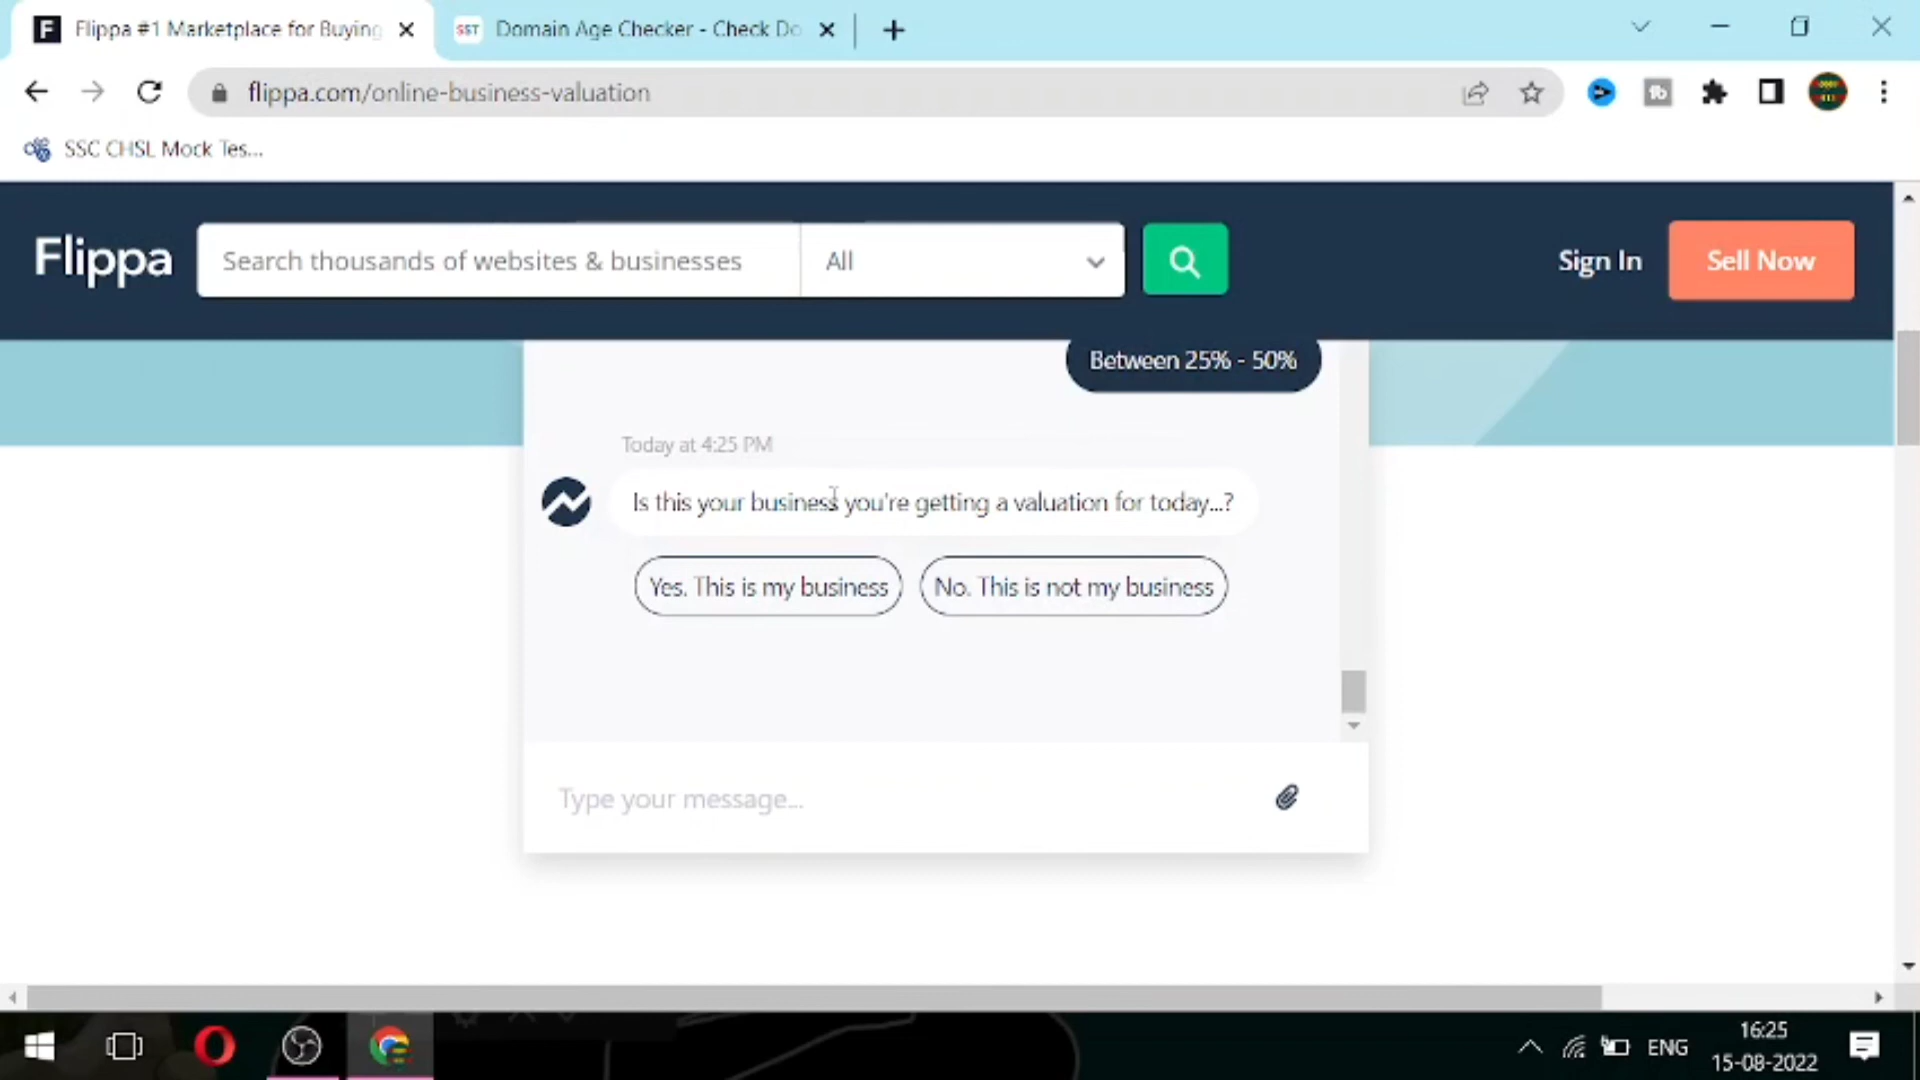 Flippa #1 Marketplace for Buying
SST Domain Age Checker - Check Do
flippa.com/online-business-valuation
SSC CHSL Mock Tes...
Flippa
Search thousands of websites & businesses
All
Sign In
Sell Now
Between 25% - 50%
Today at 4:25 PM
Is this your business you're getting a valuation for today...?
Yes. This is my business
No. This is not my business
Type your message...
ENG
16:25
15-08-2022